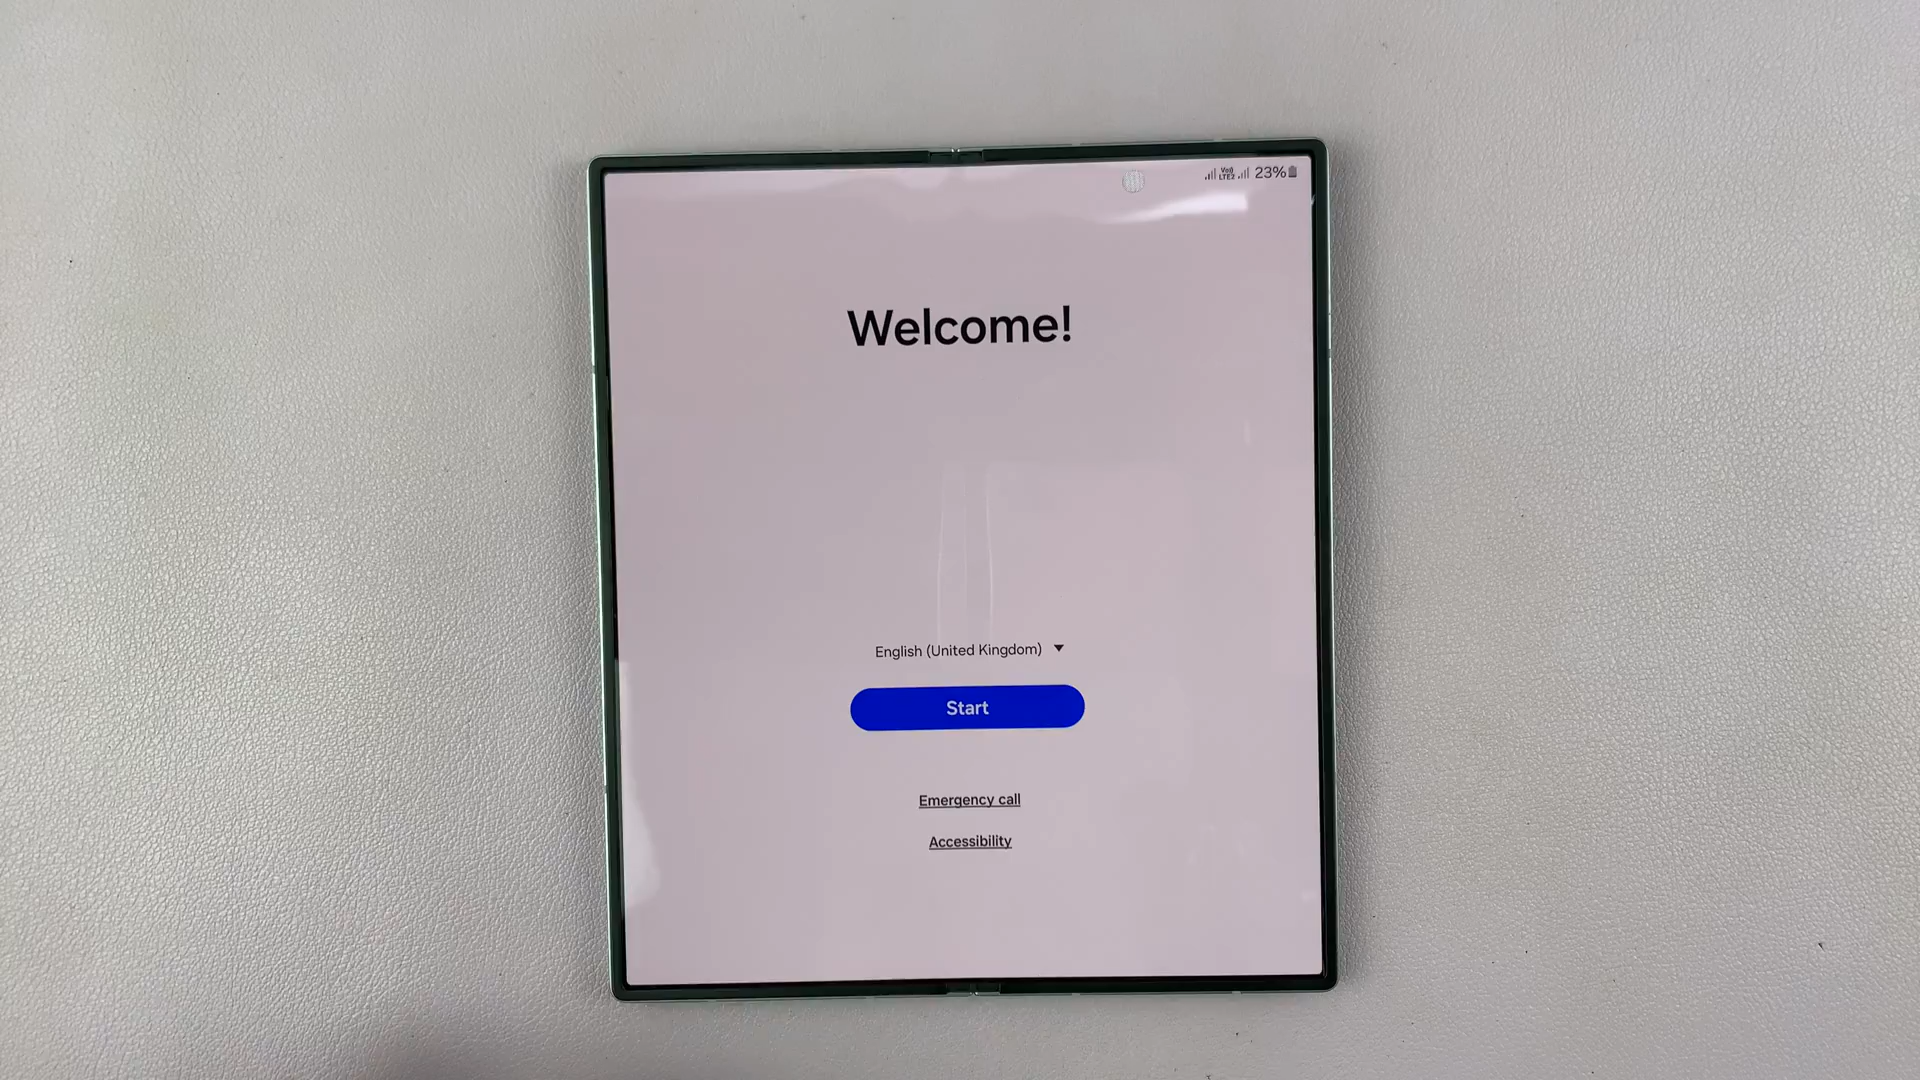 23%
Welcome!
English (United Kingdom)
Start
Emergency call
Accessibility